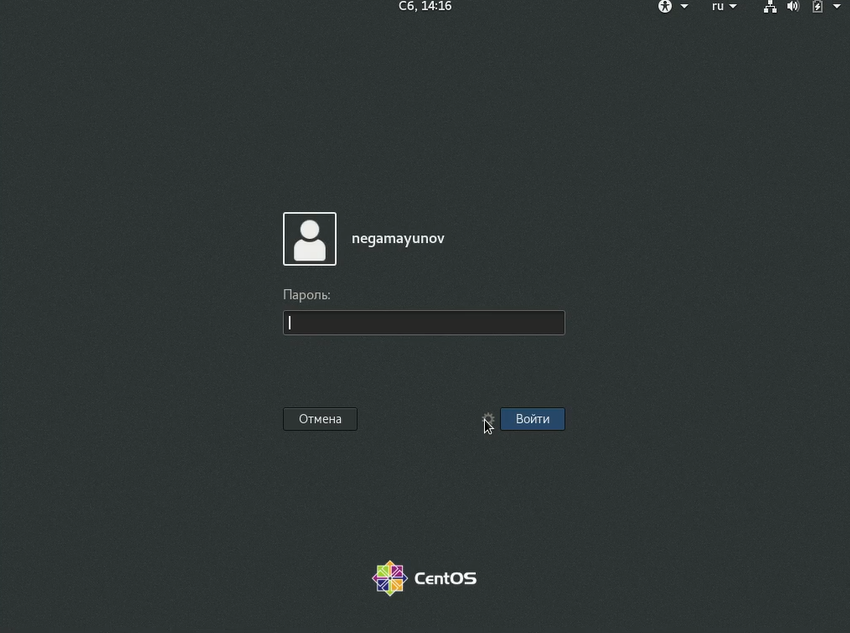 Сб, 14:16
ru
negamayunov
Пароль:
Отмена
Войти
CentOS